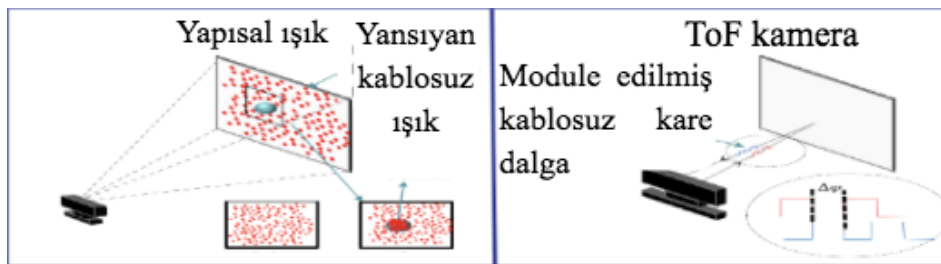 Yapısal ışık
Yansıyan
kablosuz
ışık
ToF kamera
Module edilmiş
kablosuz kare
dalga